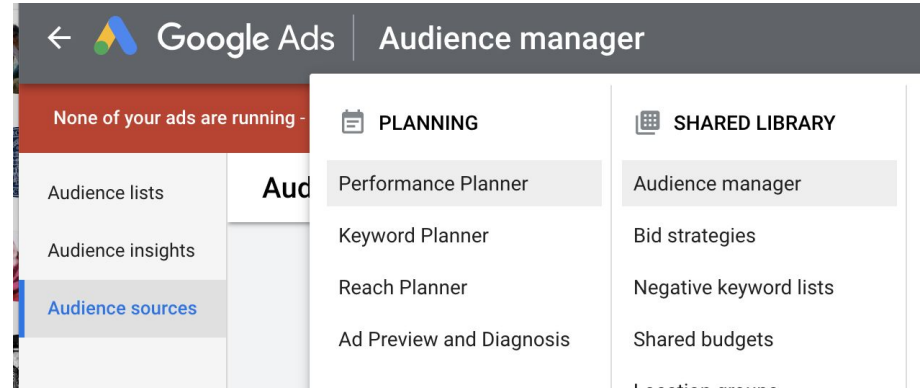 Google Ads
Audience manager
None of your ads are running -
Audience lists
Audience insights
Audience sources
Aud
PLANNING
Performance Planner
Keyword Planner
Reach Planner
Ad Preview and Diagnosis
SHARED LIBRARY
Audience manager
Bid strategies
Negative keyword lists
Shared budgets
Location groups